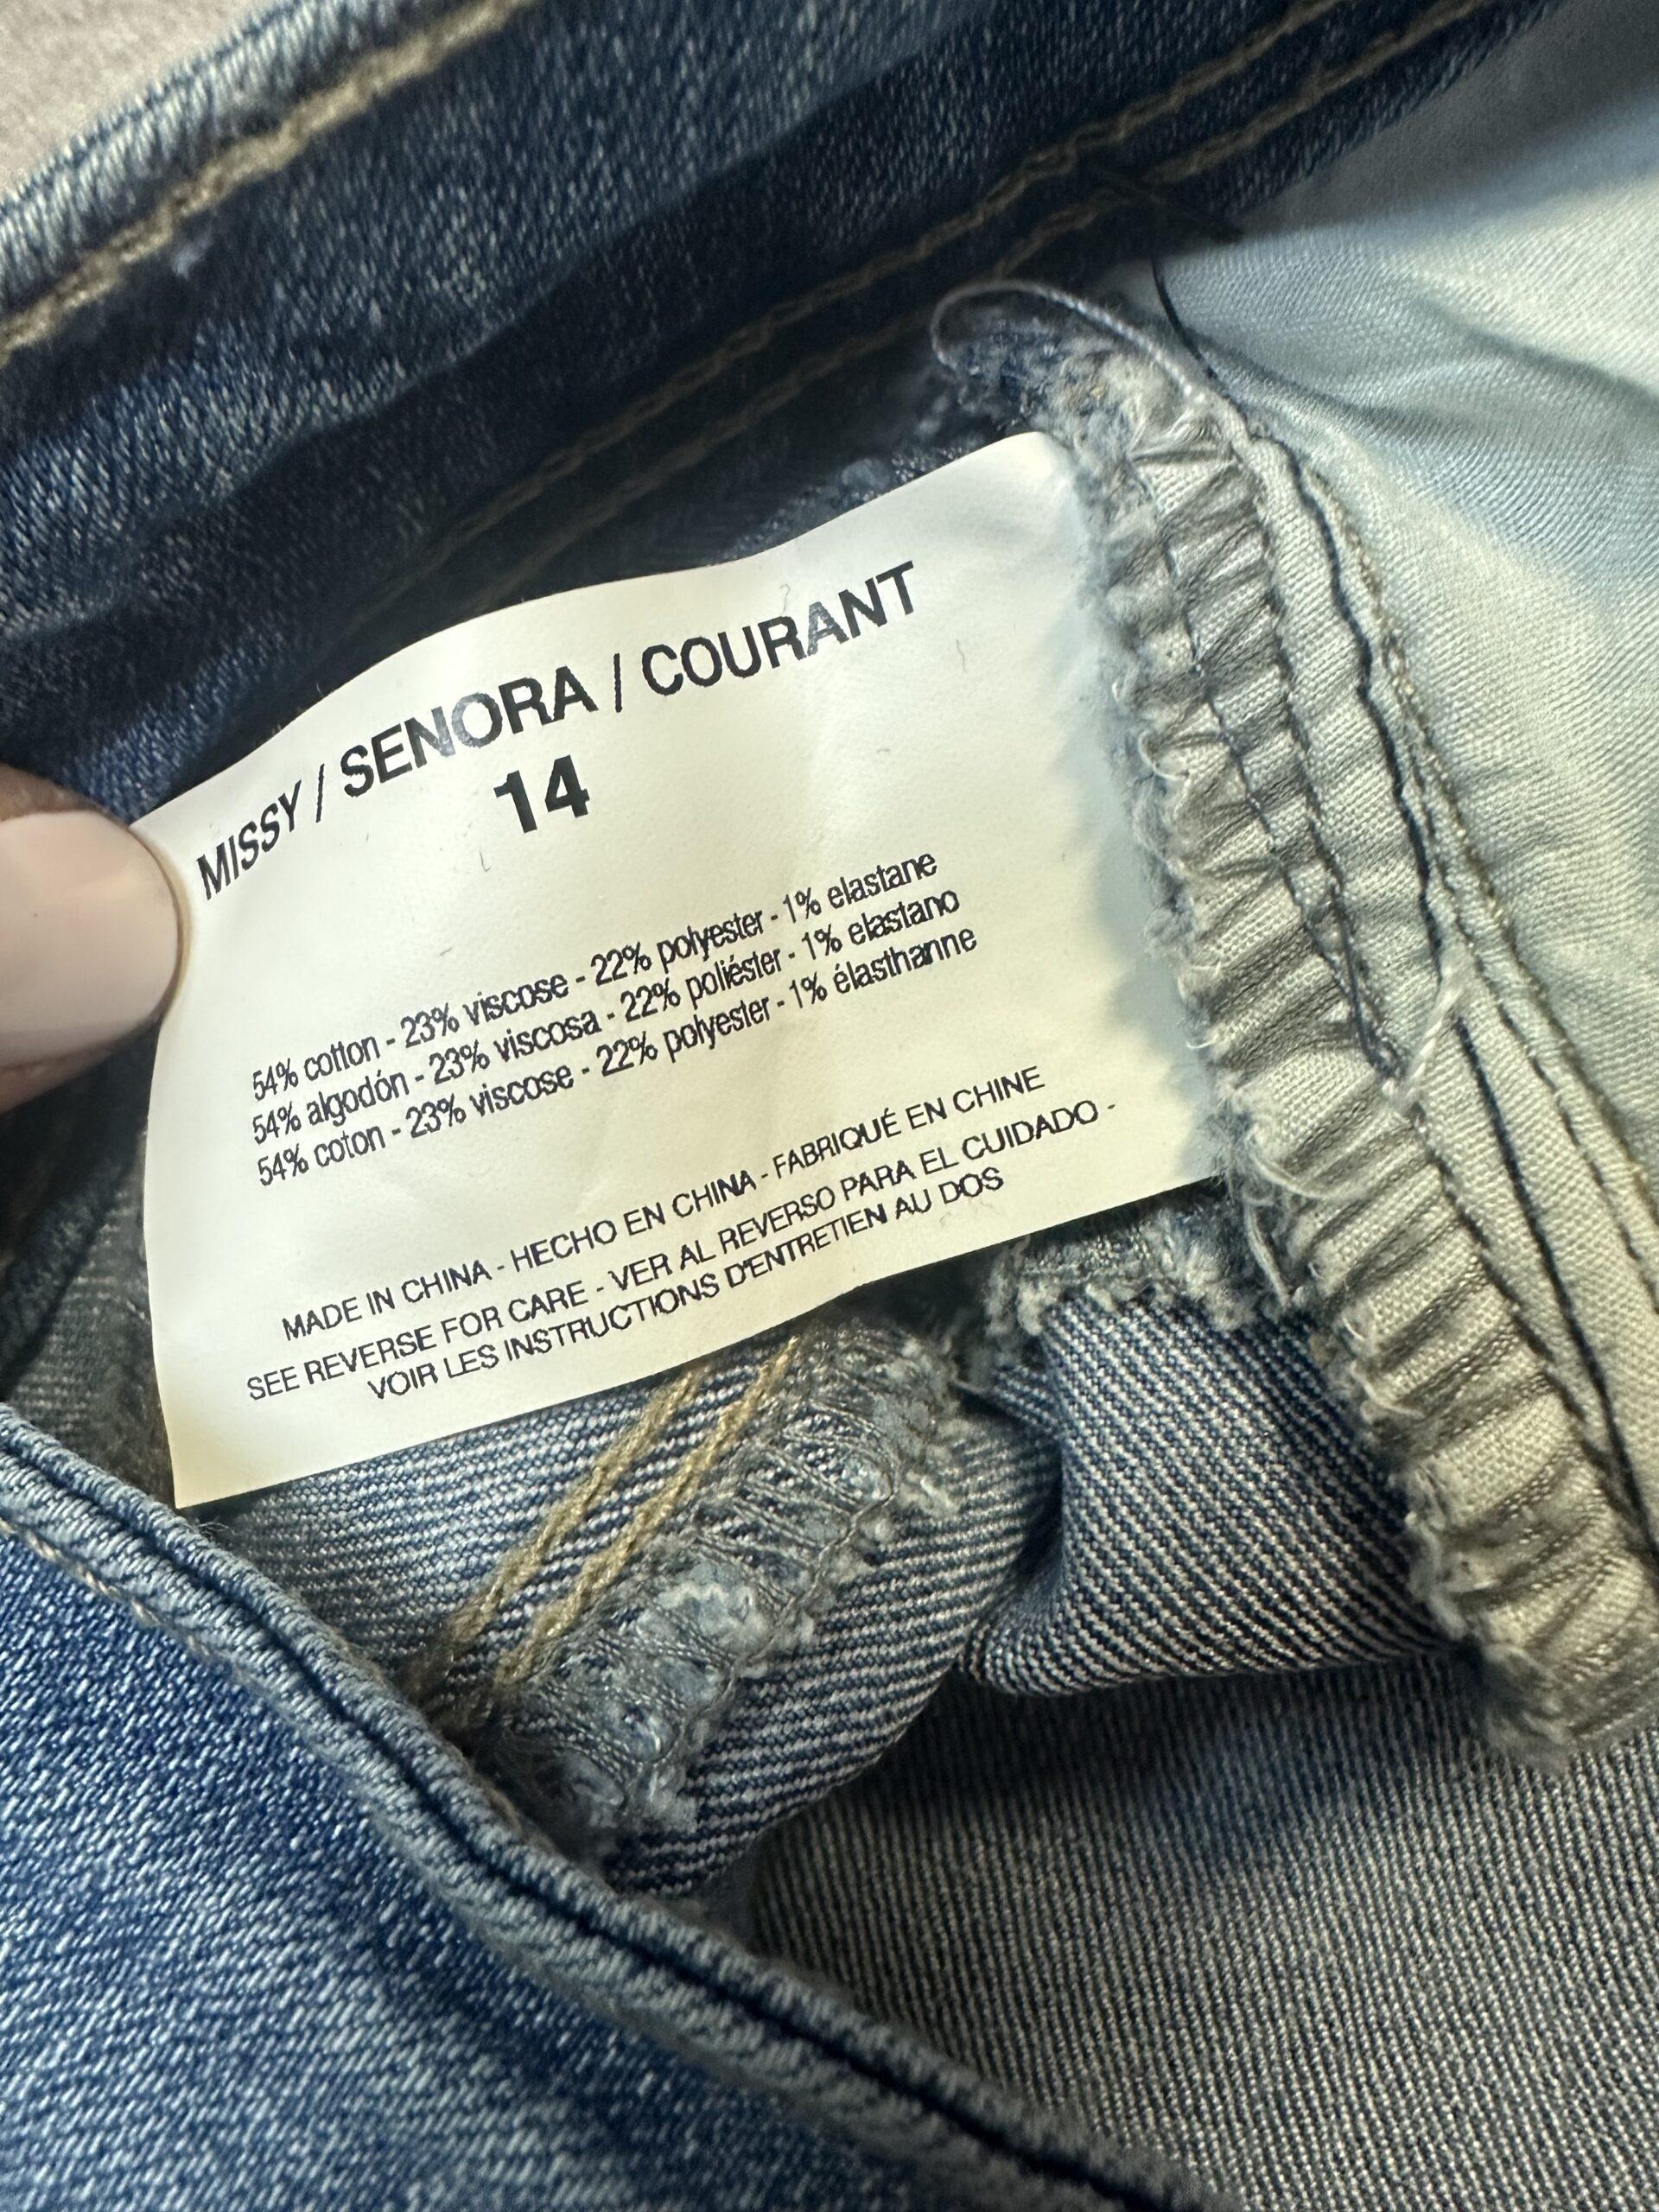 MISSY / SENORA / COURANT
14
54% cotton - 23% viscose - 22% polyester - 1% elastane
54% algodón - 23% viscosa - 22% poliéster - 1% elastano
54% coton - 23% viscose - 22% polyester - 1% élasthanne
MADE IN CHINA - HECHO EN CHINA - FABRIQUÉ EN CHINE
SEE REVERSE FOR CARE - VER AL REVERSO PARA EL CUIDADO -
VOIR LES INSTRUCTIONS D'ENTRETIEN AU DOS